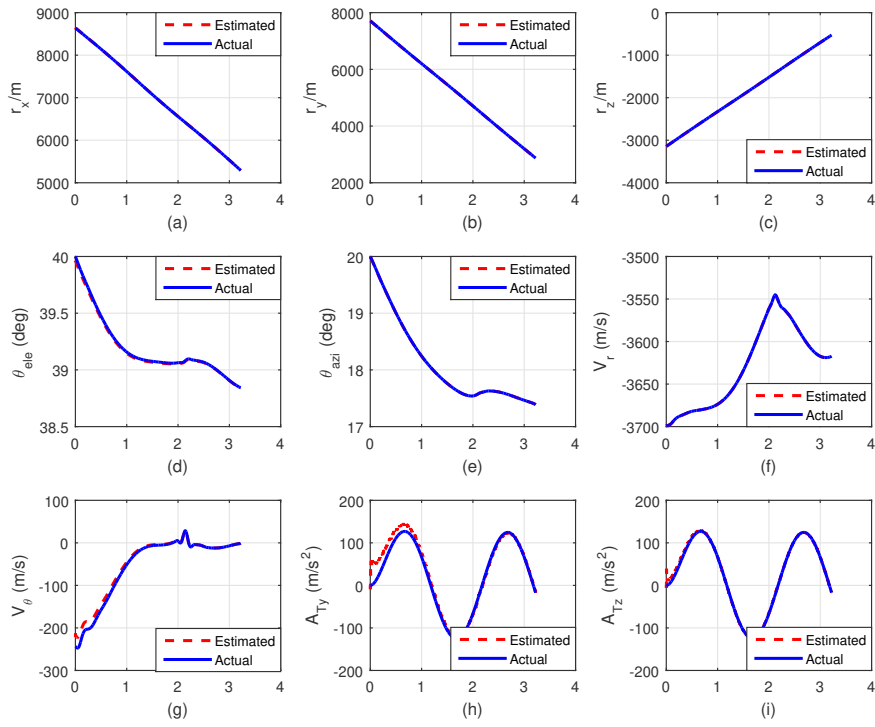 9000
8000
7000
6000
5000
r_x/m
Estimated
Actual
0 1 2 3 4
(a)
8000
6000
4000
2000
r_y/m
Estimated
Actual
0 1 2 3 4
(b)
0
-1000
-2000
-3000
-4000
r_z/m
Estimated
Actual
0 1 2 3 4
(c)
40
39.5
39
38.5
θ_ele (deg)
Estimated
Actual
0 1 2 3 4
(d)
20
19
18
17
θ_azi (deg)
Estimated
Actual
0 1 2 3 4
(e)
-3500
-3550
-3600
-3650
-3700
V_r (m/s)
Estimated
Actual
0 1 2 3 4
(f)
100
0
-100
-200
-300
V_θ (m/s)
Estimated
Actual
0 1 2 3 4
(g)
200
100
0
-100
-200
A_Ty (m/s²)
Estimated
Actual
0 1 2 3 4
(h)
200
100
0
-100
-200
A_Tz (m/s²)
Estimated
Actual
0 1 2 3 4
(i)